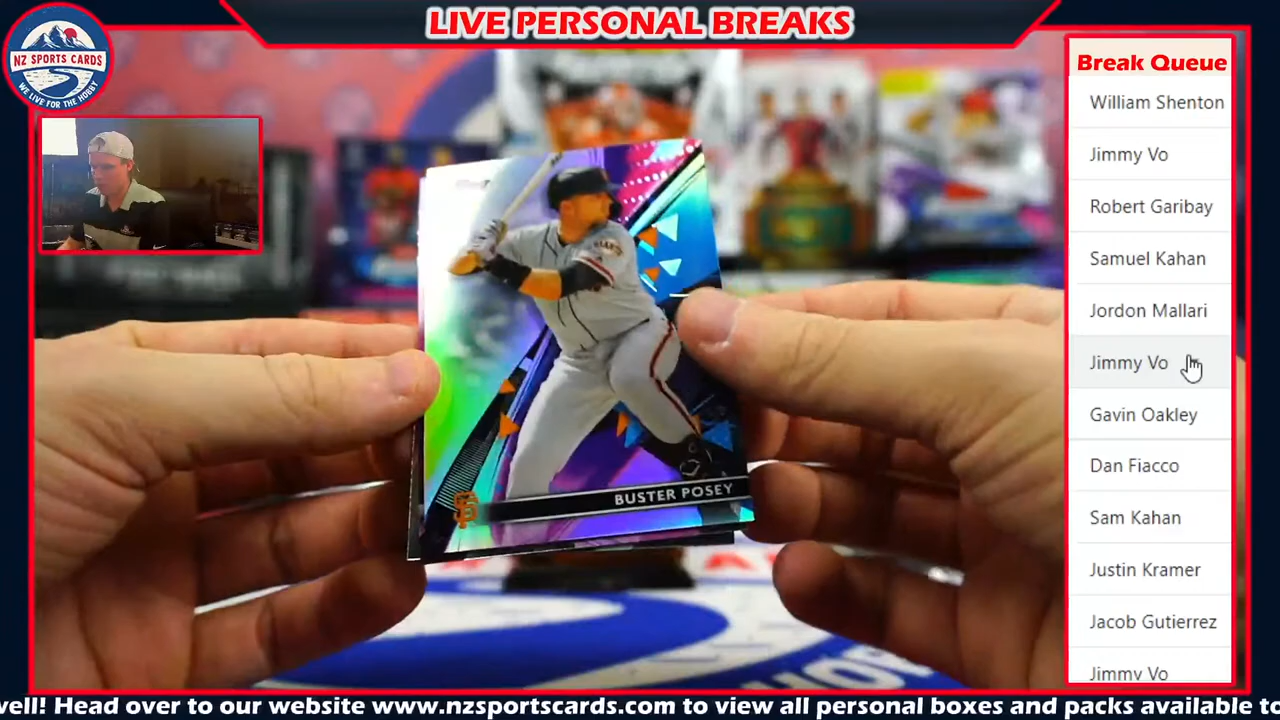 LIVE PERSONAL BREAKS
NZ SPORTS CARDS
WE LIVE FOR THE HOBBY
Break Queue
William Shenton
Jimmy Vo
Robert Garibay
Samuel Kahan
Jordon Mallari
Jimmy Vo
Gavin Oakley
Dan Fiacco
Sam Kahan
Justin Kramer
Jacob Gutierrez
Jimmy Vo
GIANTS
BUSTER POSEY
SF
vell! Head over to our website www.nzsportscards.com to view all personal boxes and packs available to